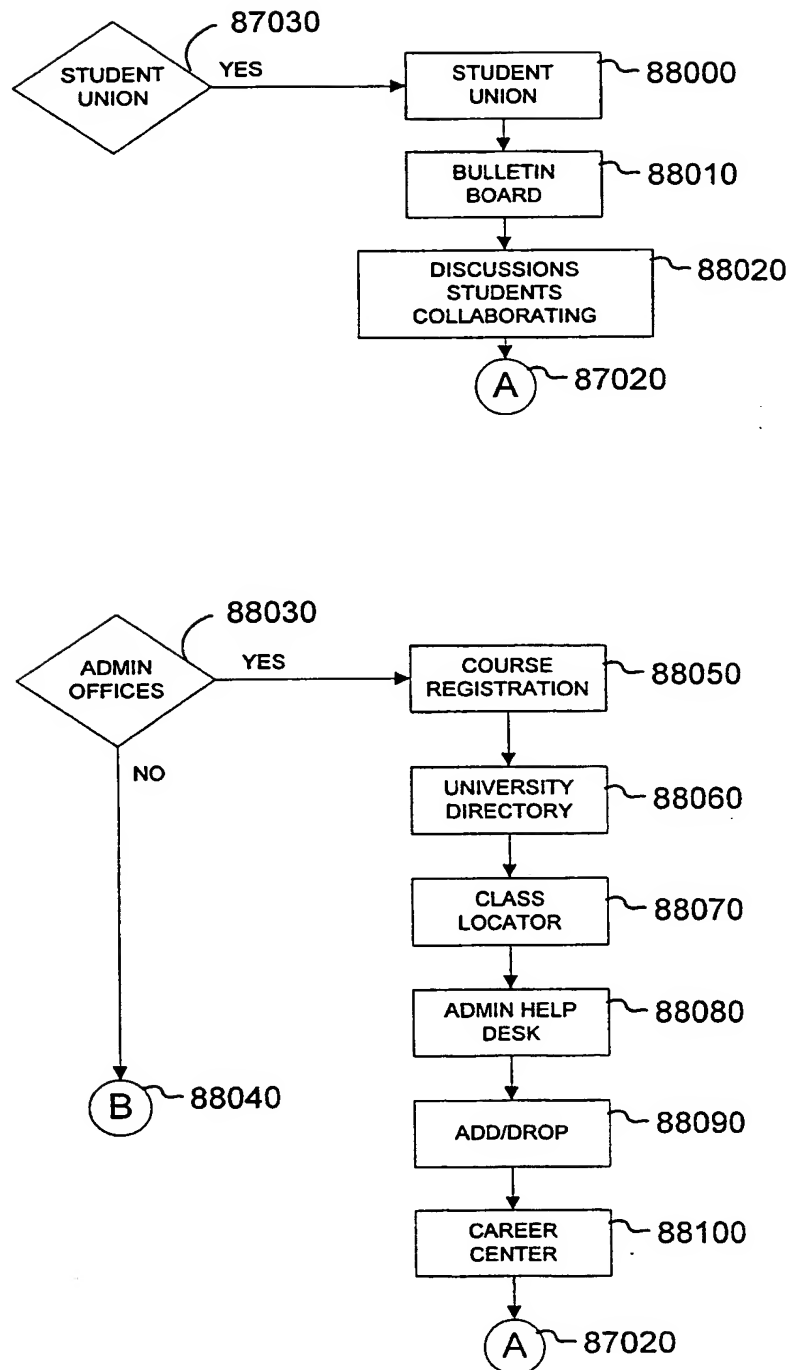 87030
STUDENT
UNION
YES
STUDENT
UNION
88000
BULLETIN
BOARD
88010
DISCUSSIONS
STUDENTS
COLLABORATING
88020
A
87020
88030
ADMIN
OFFICES
YES
COURSE
REGISTRATION
88050
NO
UNIVERSITY
DIRECTORY
88060
CLASS
LOCATOR
88070
ADMIN HELP
DESK
88080
B
88040
ADD/DROP
88090
CAREER
CENTER
88100
A
87020